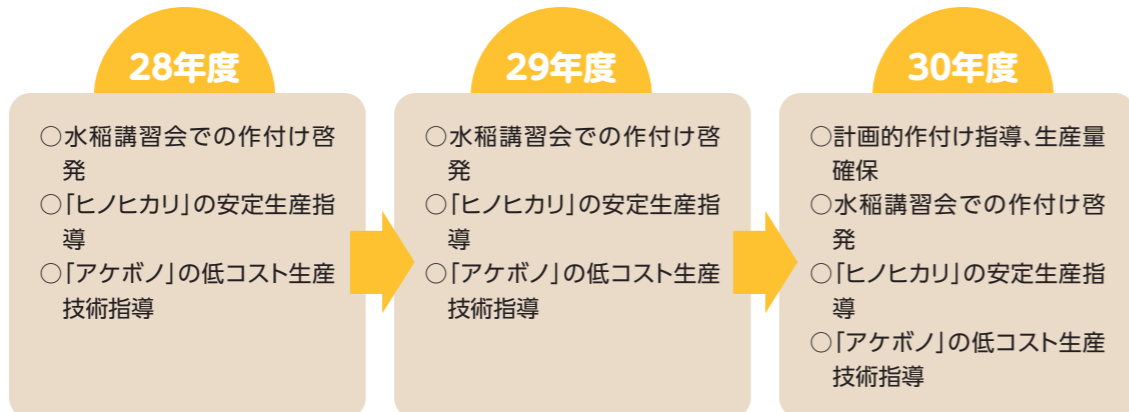 28年度
○水稲講習会での作付け啓
発
○「ヒノヒカリ」の安定生産指
導
○「アケボノ」の低コスト生産
技術指導
29年度
○水稲講習会での作付け啓
発
○「ヒノヒカリ」の安定生産指
導
○「アケボノ」の低コスト生産
技術指導
30年度
○計画的作付け指導、生産量
確保
○水稲講習会での作付け啓
発
○「ヒノヒカリ」の安定生産指
導
○「アケボノ」の低コスト生産
技術指導